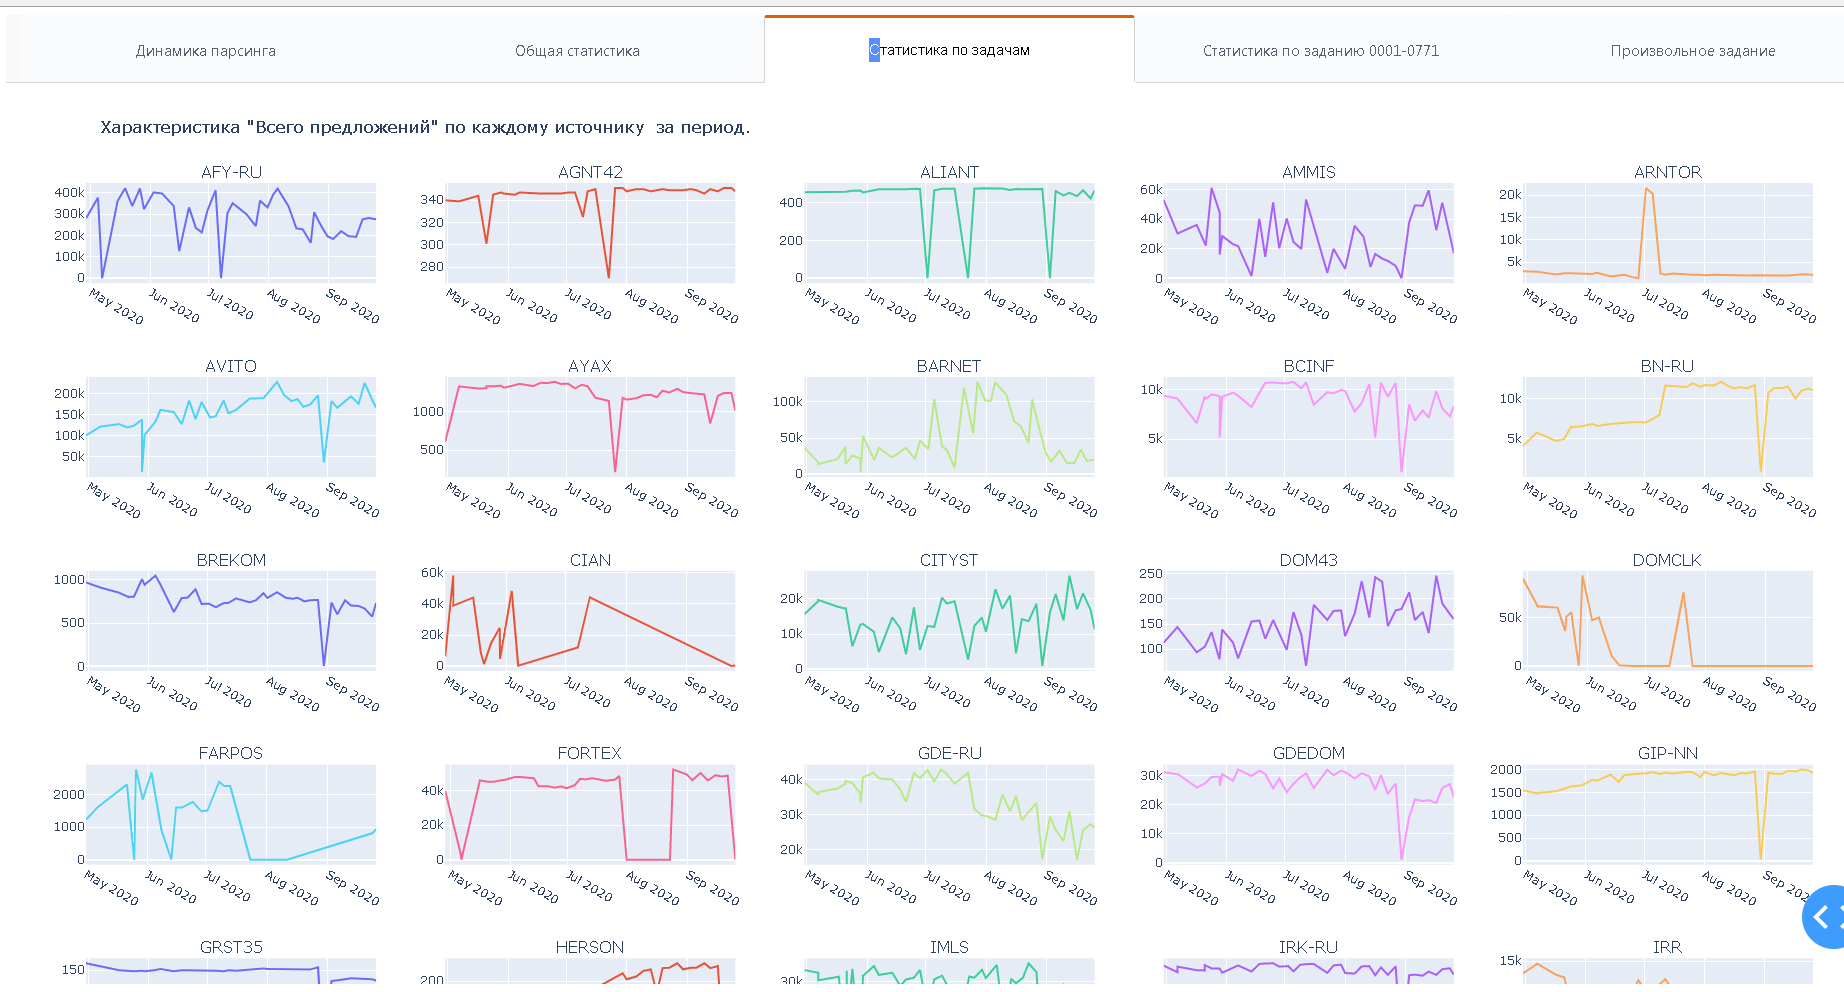 Динамика парсинга
Общая статистика
Статистика по задачам
Статистика по заданию 0001-0771
Произвольное задание
Характеристика "Всего предложений" по каждому источнику за период.
AFY-RU
400k
300k
200k
100k
0
May 2020 Jun 2020 Jul 2020 Aug 2020 Sep 2020
AGNT42
340
320
300
280
May 2020 Jun 2020 Jul 2020 Aug 2020 Sep 2020
ALIANT
400
200
0
May 2020 Jun 2020 Jul 2020 Aug 2020 Sep 2020
AMMIS
60k
40k
20k
0
May 2020 Jun 2020 Jul 2020 Aug 2020 Sep 2020
ARNTOR
20k
15k
10k
5k
May 2020 Jun 2020 Jul 2020 Aug 2020 Sep 2020
AVITO
200k
150k
100k
50k
May 2020 Jun 2020 Jul 2020 Aug 2020 Sep 2020
AYAX
1000
500
May 2020 Jun 2020 Jul 2020 Aug 2020 Sep 2020
BARNET
100k
50k
0
May 2020 Jun 2020 Jul 2020 Aug 2020 Sep 2020
BCINF
10k
5k
May 2020 Jun 2020 Jul 2020 Aug 2020 Sep 2020
BN-RU
10k
5k
May 2020 Jun 2020 Jul 2020 Aug 2020 Sep 2020
BREKOM
1000
500
0
May 2020 Jun 2020 Jul 2020 Aug 2020 Sep 2020
CIAN
60k
40k
20k
0
May 2020 Jun 2020 Jul 2020 Aug 2020 Sep 2020
CITYST
20k
10k
0
May 2020 Jun 2020 Jul 2020 Aug 2020 Sep 2020
DOM43
250
200
150
100
May 2020 Jun 2020 Jul 2020 Aug 2020 Sep 2020
DOMCLK
50k
0
May 2020 Jun 2020 Jul 2020 Aug 2020 Sep 2020
FARPOS
2000
1000
0
May 2020 Jun 2020 Jul 2020 Aug 2020 Sep 2020
FORTEX
40k
20k
0
May 2020 Jun 2020 Jul 2020 Aug 2020 Sep 2020
GDE-RU
40k
30k
20k
May 2020 Jun 2020 Jul 2020 Aug 2020 Sep 2020
GDEDOM
30k
20k
10k
0
May 2020 Jun 2020 Jul 2020 Aug 2020 Sep 2020
GIP-NN
2000
1500
1000
500
0
May 2020 Jun 2020 Jul 2020 Aug 2020 Sep 2020
GRST35
150
HERSON
200
IMLS
30k
IRK-RU
IRR
15k